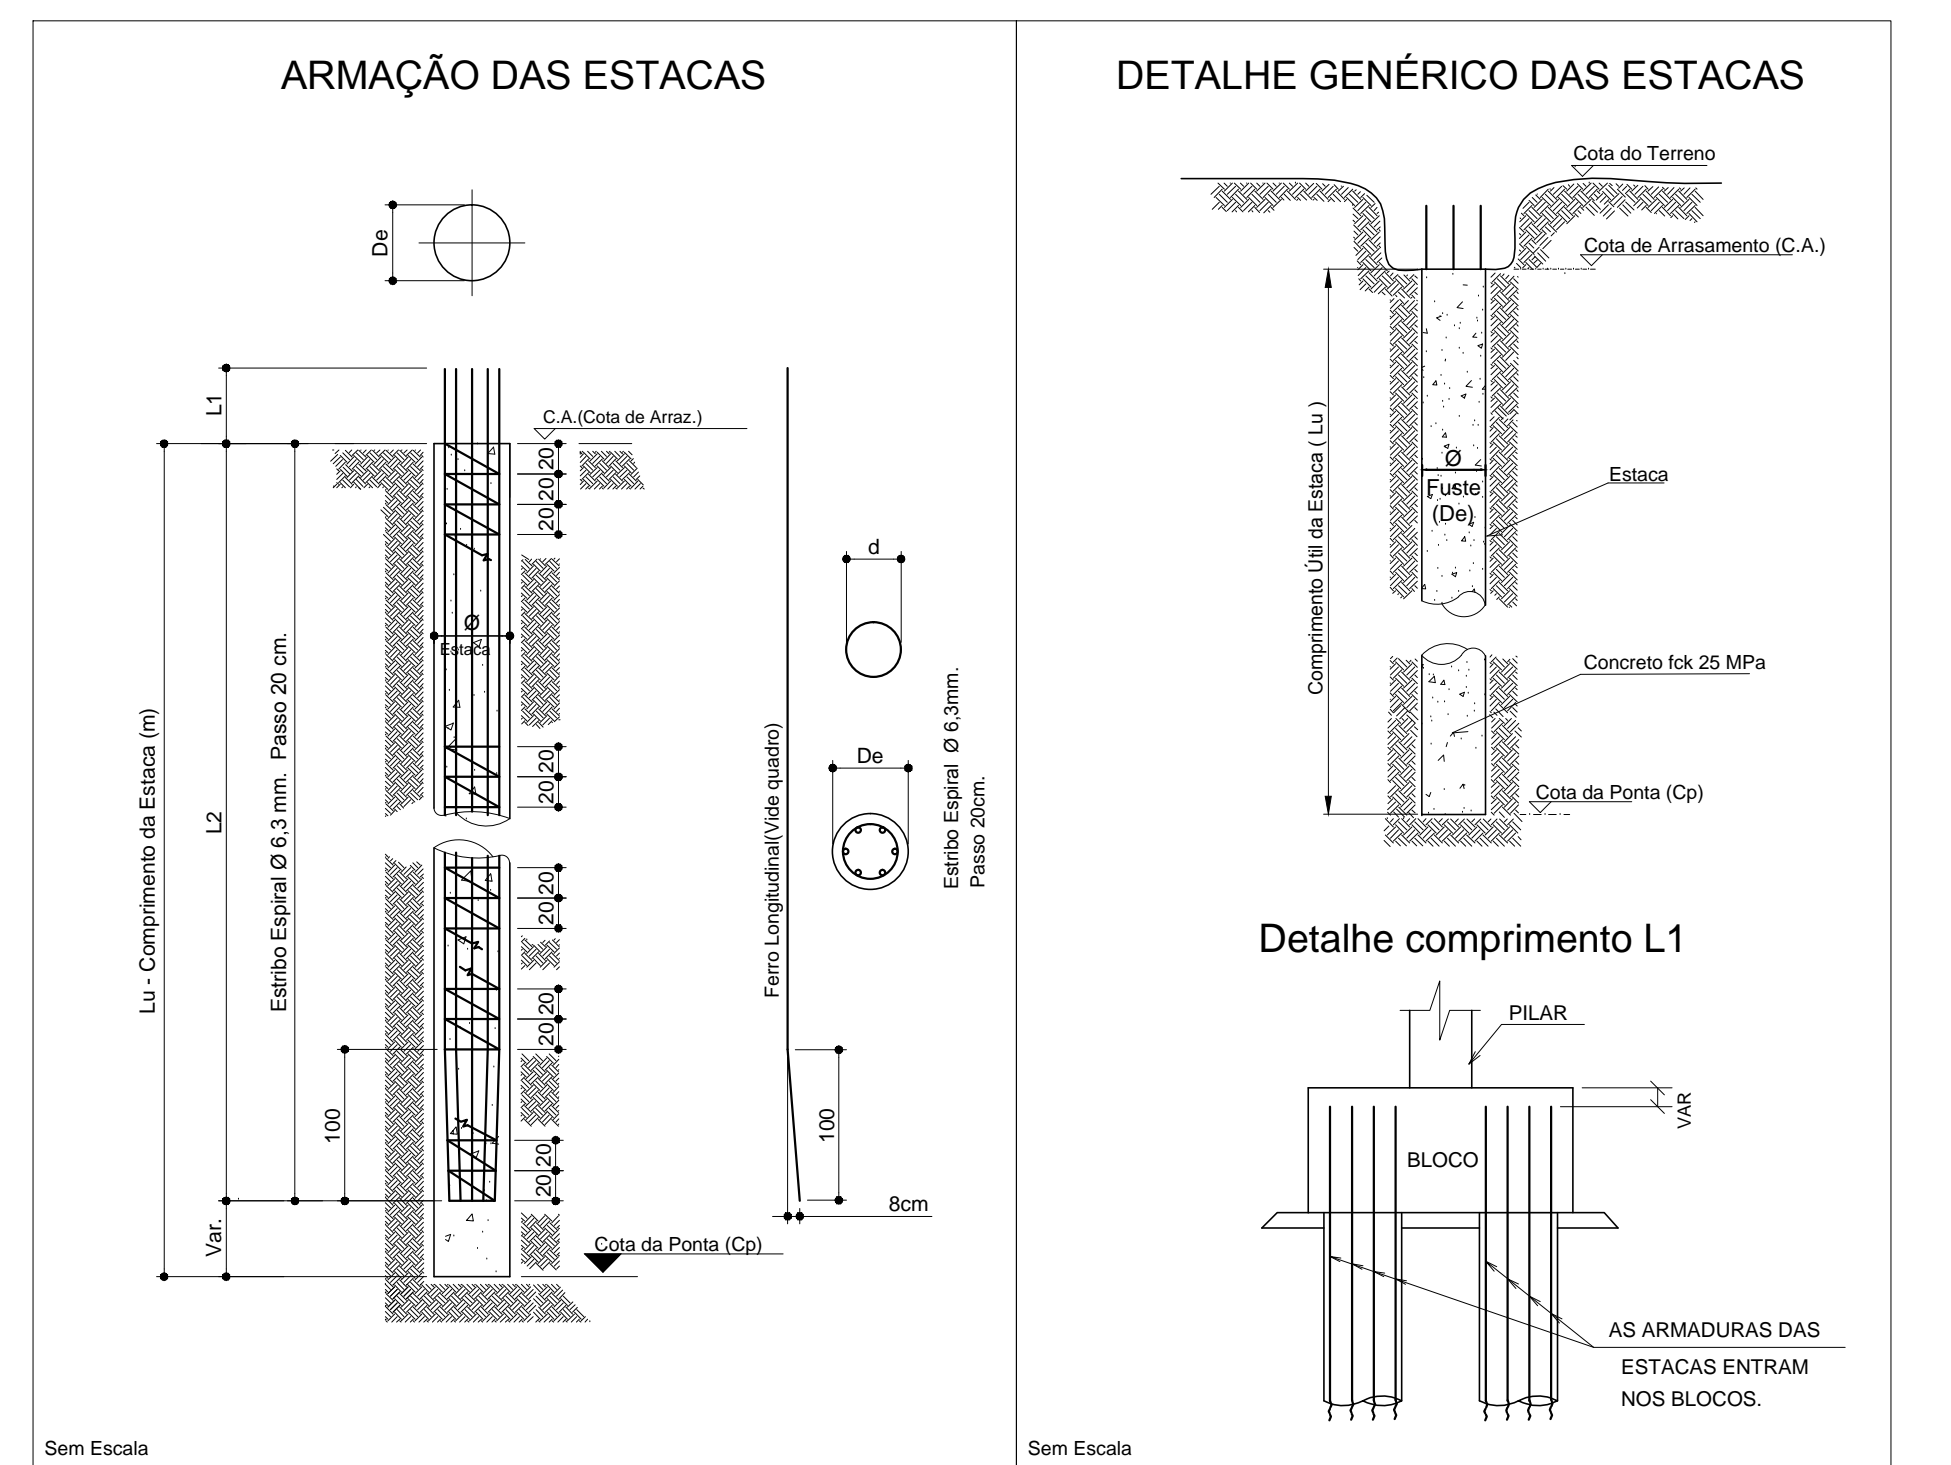 ARMAÇÃO DAS ESTACAS
De
L1
C.A.(Cota de Arraz.)
20
20
20
Ø
Estaca
Lu - Comprimento da Estaca (m)
L2
Estribo Espiral Ø 6,3 mm. Passo 20 cm.
20
20
20
20
20
20
100
20
20
Var.
Cota da Ponta (Cp)
Ferro Longitudinal(Vide quadro)
100
8cm
d
De
Estribo Espiral Ø 6,3mm.
Passo 20cm.
Sem Escala
DETALHE GENÉRICO DAS ESTACAS
Cota do Terreno
Cota de Arrasamento (C.A.)
Comprimento Útil da Estaca ( Lu )
Ø
Fuste
(De)
Estaca
Concreto fck 25 MPa
Cota da Ponta (Cp)
Detalhe comprimento L1
PILAR
VAR
BLOCO
AS ARMADURAS DAS
ESTACAS ENTRAM
NOS BLOCOS.
Sem Escala